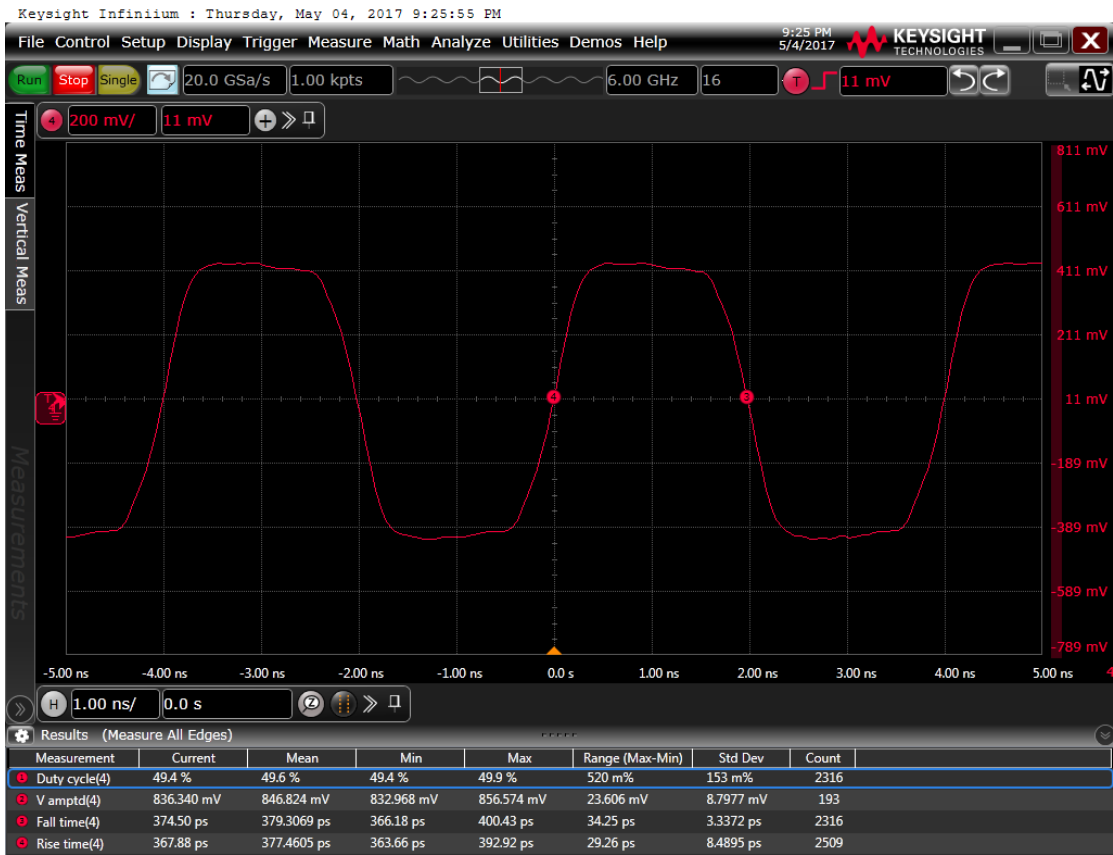 Keysight Infiniium : Thursday, May 04, 2017 9:25:55 PM
File Control Setup Display Trigger Measure Math Analyze Utilities Demos Help 9:25 PM 5/4/2017 KEYSIGHT TECHNOLOGIES X
Run Stop Single 20.0 GSa/s 1.00 kpts 6.00 GHz 16 T 11 mV
4 200 mV/ 11 mV +
Time Meas
Vertical Meas
Measurements
811 mV
611 mV
411 mV
211 mV
T 4 3 11 mV
-189 mV
-389 mV
-589 mV
-789 mV
-5.00 ns -4.00 ns -3.00 ns -2.00 ns -1.00 ns 0.0 s 1.00 ns 2.00 ns 3.00 ns 4.00 ns 5.00 ns 4
H 1.00 ns/ 0.0 s Z
Results (Measure All Edges)
Measurement Current Mean Min Max Range (Max-Min) Std Dev Count
1 Duty cycle(4) 49.4 % 49.6 % 49.4 % 49.9 % 520 m% 153 m% 2316
2 V amptd(4) 836.340 mV 846.824 mV 832.968 mV 856.574 mV 23.606 mV 8.7977 mV 193
3 Fall time(4) 374.50 ps 379.3069 ps 366.18 ps 400.43 ps 34.25 ps 3.3372 ps 2316
4 Rise time(4) 367.88 ps 377.4605 ps 363.66 ps 392.92 ps 29.26 ps 8.4895 ps 2509